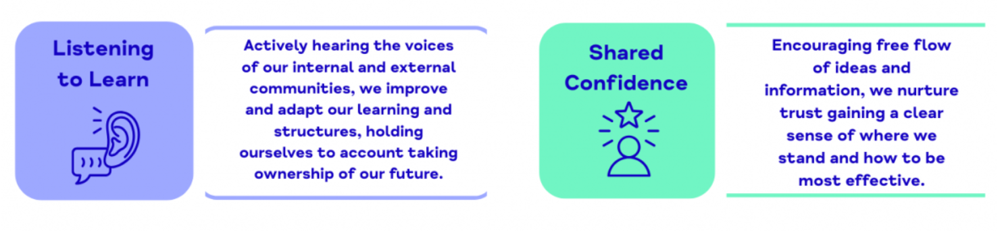 Listening
to Learn
Actively hearing the voices
of our internal and external
communities, we improve
and adapt our learning and
structures, holding
ourselves to account taking
ownership of our future.
Shared
Confidence
Encouraging free flow
of ideas and
information, we nurture
trust gaining a clear
sense of where we
stand and how to be
most effective.